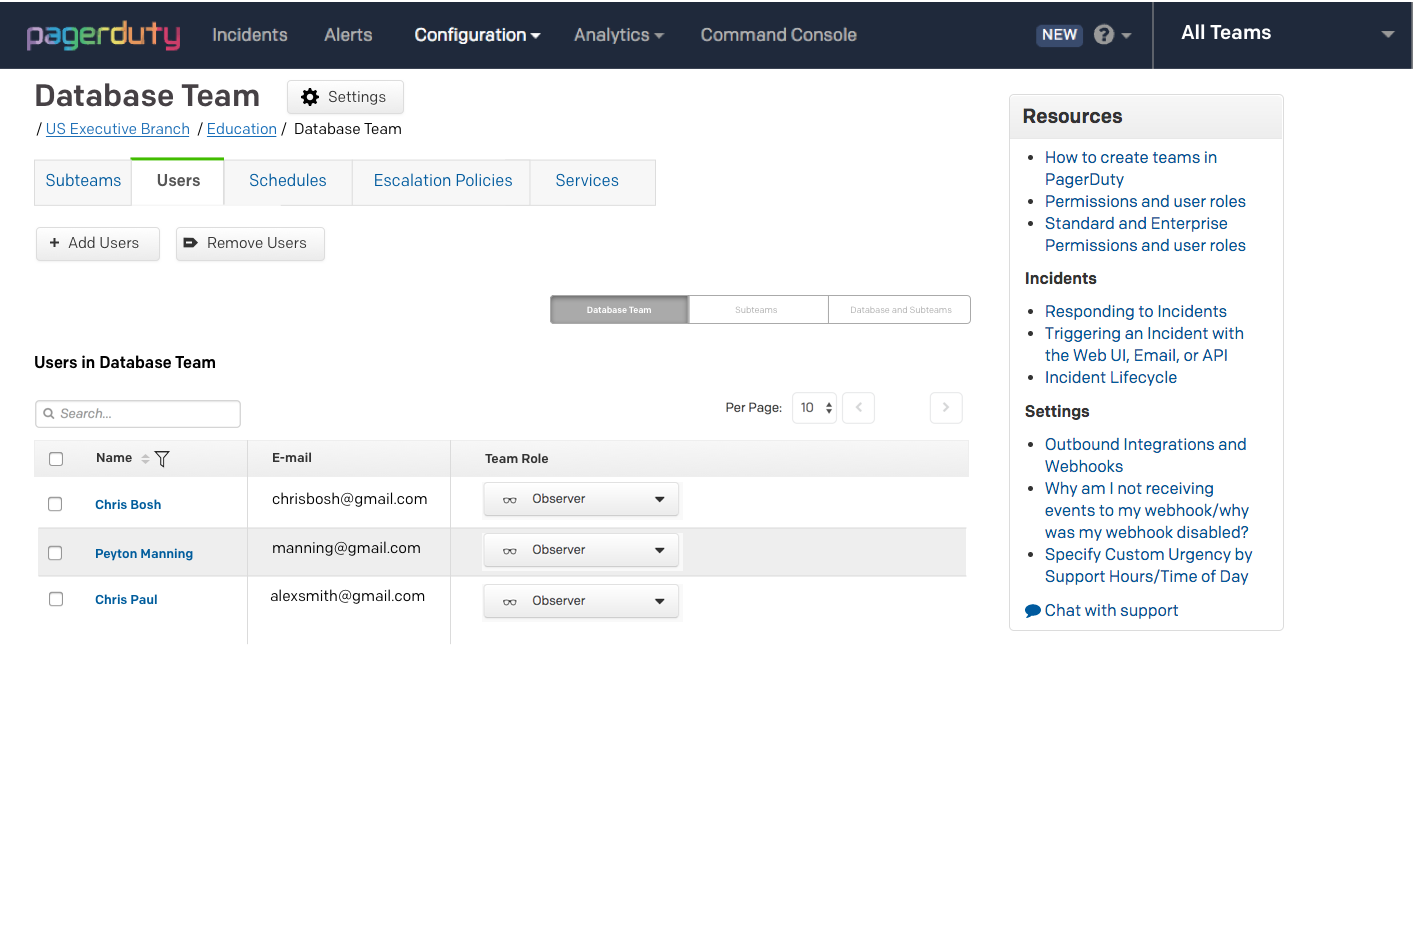 pagerduty Incidents Alerts Configuration Analytics Command Console NEW ? All Teams
Database Team Settings
/ US Executive Branch / Education / Database Team
Subteams Users Schedules Escalation Policies Services
+ Add Users Remove Users
Database Team Subteams Database and Subteams
Users in Database Team
Search... Per Page: 10
Name E-mail Team Role
Chris Bosh chrisbosh@gmail.com Observer
Peyton Manning manning@gmail.com Observer
Chris Paul alexsmith@gmail.com Observer
Resources
• How to create teams in
PagerDuty
• Permissions and user roles
• Standard and Enterprise
Permissions and user roles
Incidents
• Responding to Incidents
• Triggering an Incident with
the Web UI, Email, or API
• Incident Lifecycle
Settings
• Outbound Integrations and
Webhooks
• Why am I not receiving
events to my webhook/why
was my webhook disabled?
• Specify Custom Urgency by
Support Hours/Time of Day
Chat with support